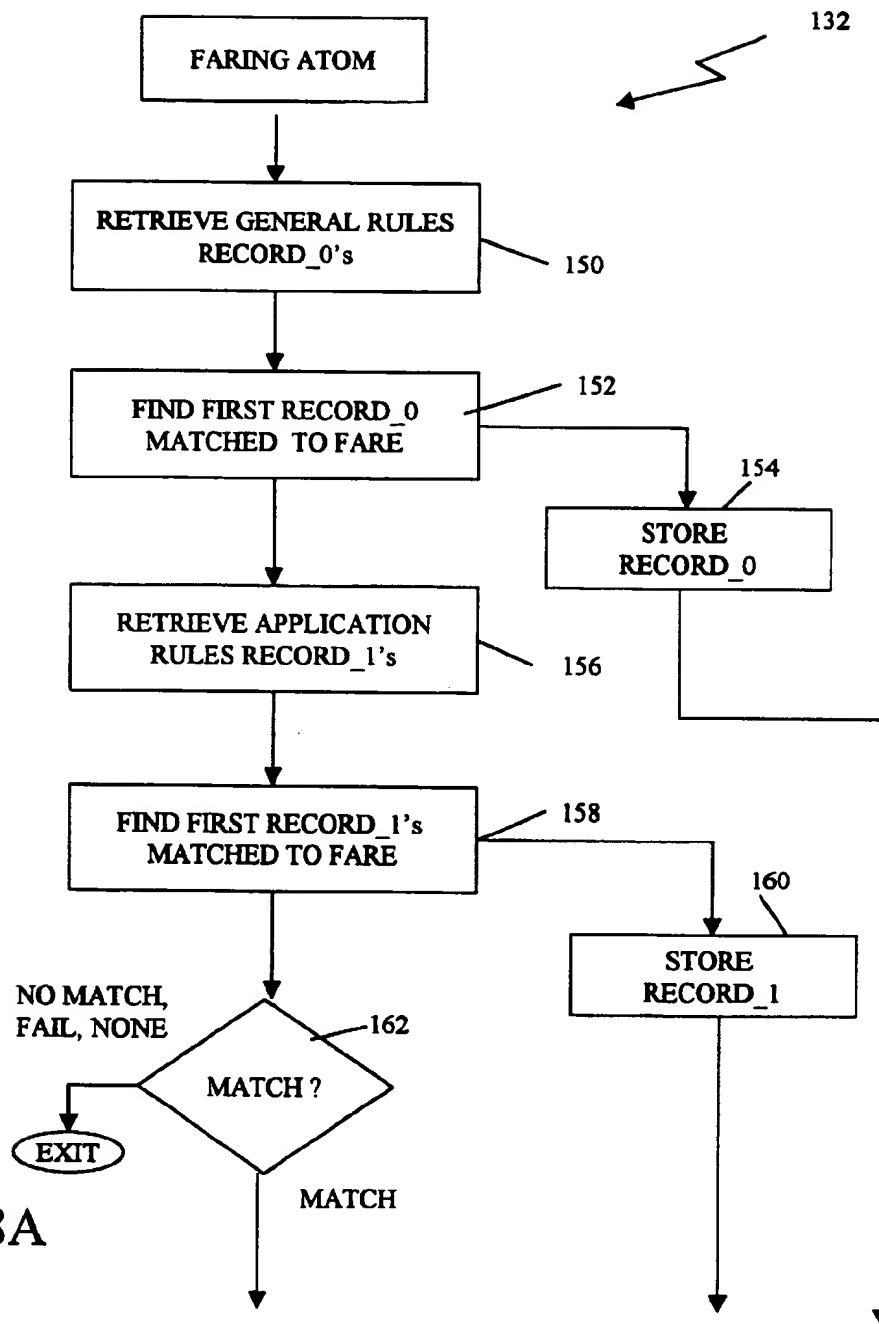 132
FARING ATOM
RETRIEVE GENERAL RULES
RECORD_0's
150
FIND FIRST RECORD_0
MATCHED TO FARE
152
154
STORE
RECORD_0
RETRIEVE APPLICATION
RULES RECORD_1's
156
FIND FIRST RECORD_1's
MATCHED TO FARE
158
160
STORE
RECORD_1
NO MATCH,
FAIL, NONE
162
MATCH ?
EXIT
MATCH
8A